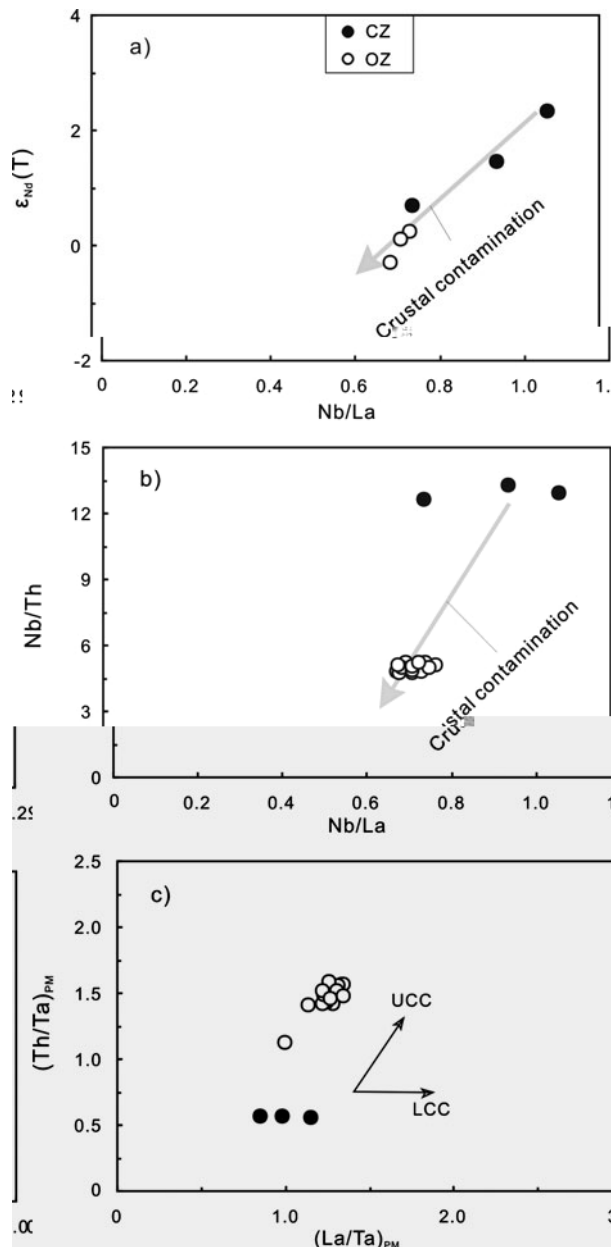 4
a)
CZ
OZ
2
0
-2
εNd(T)
Crustal contamination
0 0.2 0.4 0.6 0.8 1.0 1.
Nb/La
15
b)
12
9
6
3
0
Nb/Th
Crustal contamination
0 0.2 0.4 0.6 0.8 1.0 1
Nb/La
2.5
c)
2.0
1.5
1.0
0.5
0
(Th/Ta)PM
UCC
LCC
0 1.0 2.0 3
(La/Ta)PM